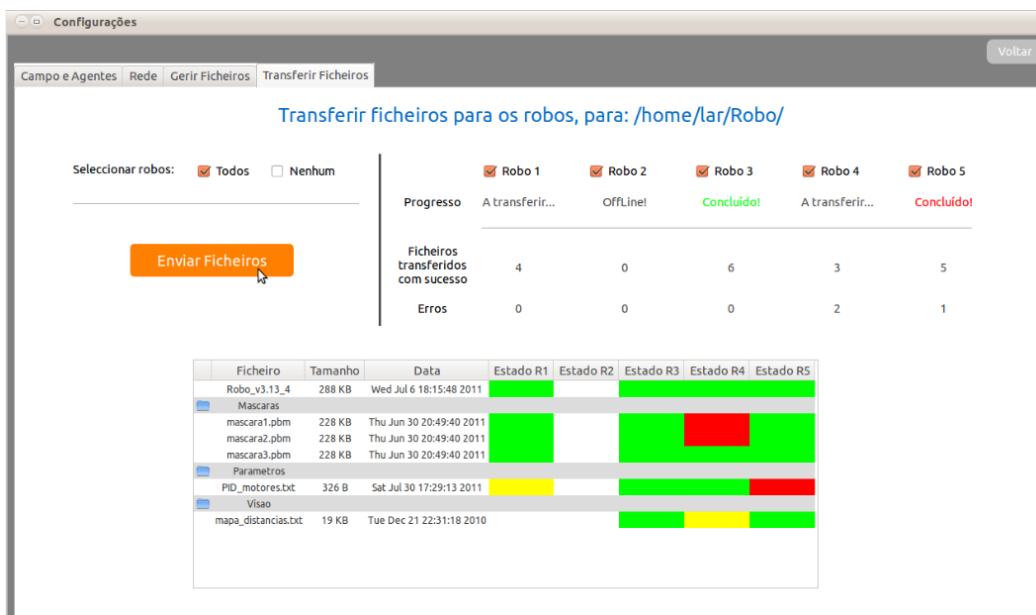 Configurações
Voltar
Campo e Agentes Rede Gerir Ficheiros Transferir Ficheiros
Transferir ficheiros para os robos, para: /home/lar/Robo/
Seleccionar robos: Todos Nenhum
Robo 1 Robo 2 Robo 3 Robo 4 Robo 5
Progresso A transferir... OffLine! Concluído! A transferir... Concluído!
Enviar Ficheiros
Ficheiros
transferidos
com sucesso
4 0 6 3 5
Erros 0 0 0 2 1
Ficheiro Tamanho Data Estado R1 Estado R2 Estado R3 Estado R4 Estado R5
Robo_v3.13_4 288 KB Wed Jul 6 18:15:48 2011
Mascaras
mascara1.pbm 228 KB Thu Jun 30 20:49:40 2011
mascara2.pbm 228 KB Thu Jun 30 20:49:40 2011
mascara3.pbm 228 KB Thu Jun 30 20:49:40 2011
Parametros
PID_motores.txt 326 B Sat Jul 30 17:29:13 2011
Visao
mapa_distancias.txt 19 KB Tue Dec 21 22:31:18 2010